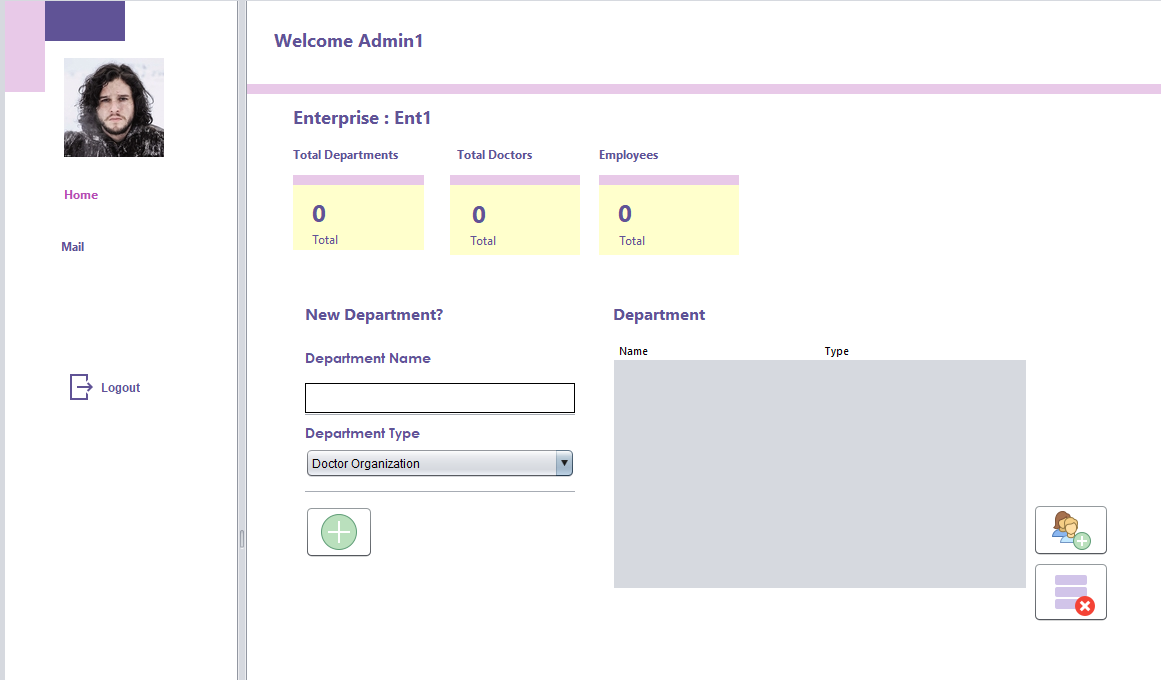 Welcome Admin1
Home
Mail
Logout
Enterprise : Ent1
Total Departments
Total Doctors
Employees
0
Total
0
Total
0
Total
New Department?
Department Name
Department Type
Doctor Organization
Department
Name
Type